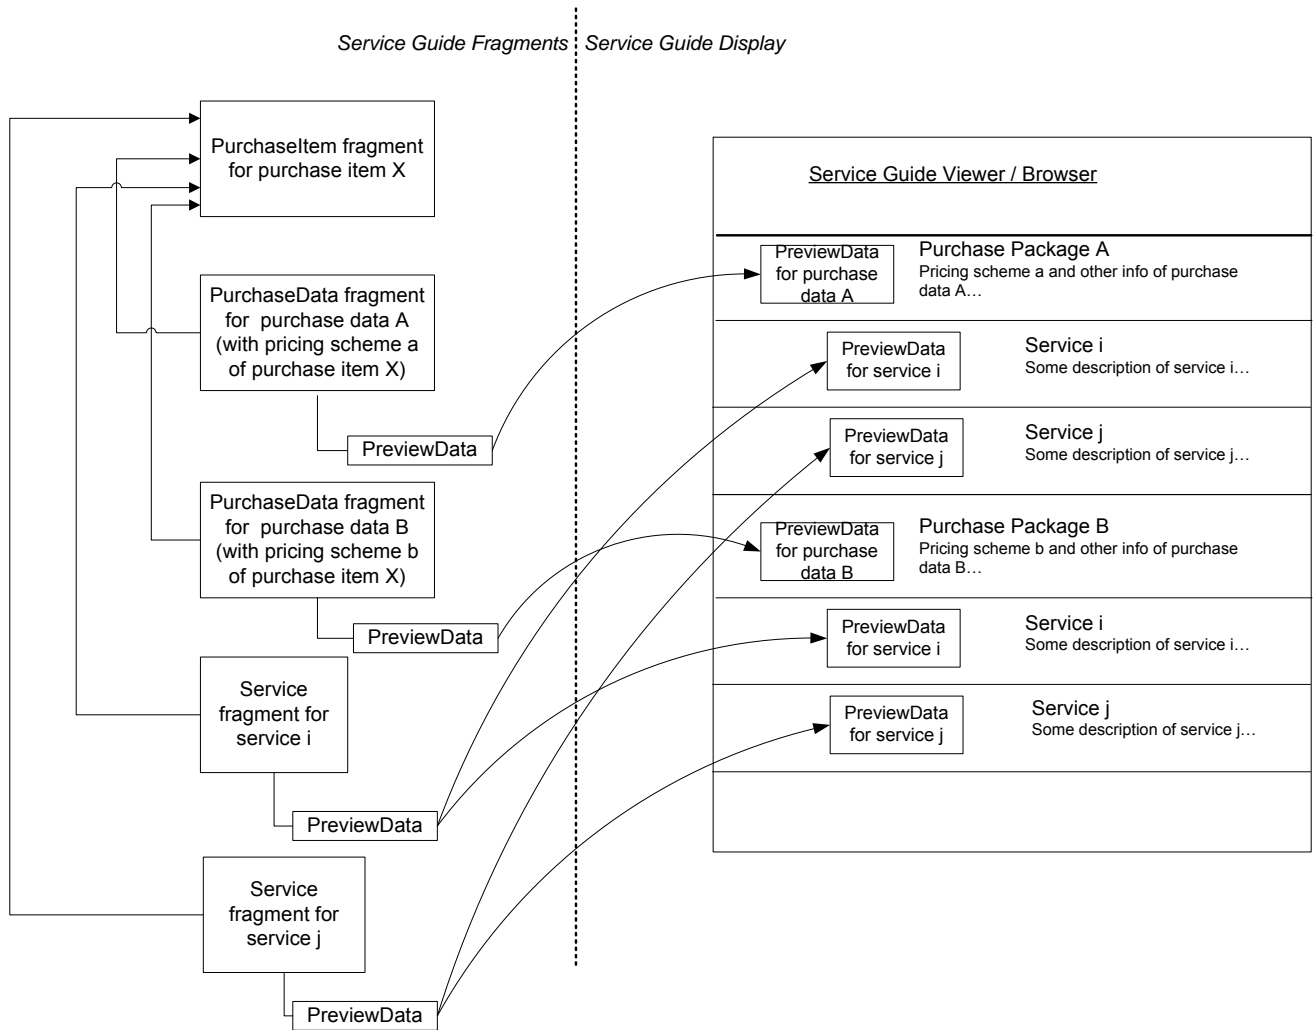 Service Guide Fragments
Service Guide Display
PurchaseItem fragment
for purchase item X
PurchaseData fragment
for purchase data A
(with pricing scheme a
of purchase item X)
PreviewData
PurchaseData fragment
for purchase data B
(with pricing scheme b
of purchase item X)
PreviewData
Service
fragment for
service i
PreviewData
Service
fragment for
service j
PreviewData
Service Guide Viewer / Browser
PreviewData
for purchase
data A
Purchase Package A
Pricing scheme a and other info of purchase
data A…
PreviewData
for service i
Service i
Some description of service i…
PreviewData
for service j
Service j
Some description of service j…
PreviewData
for purchase
data B
Purchase Package B
Pricing scheme b and other info of purchase
data B…
PreviewData
for service i
Service i
Some description of service i…
PreviewData
for service j
Service j
Some description of service j…